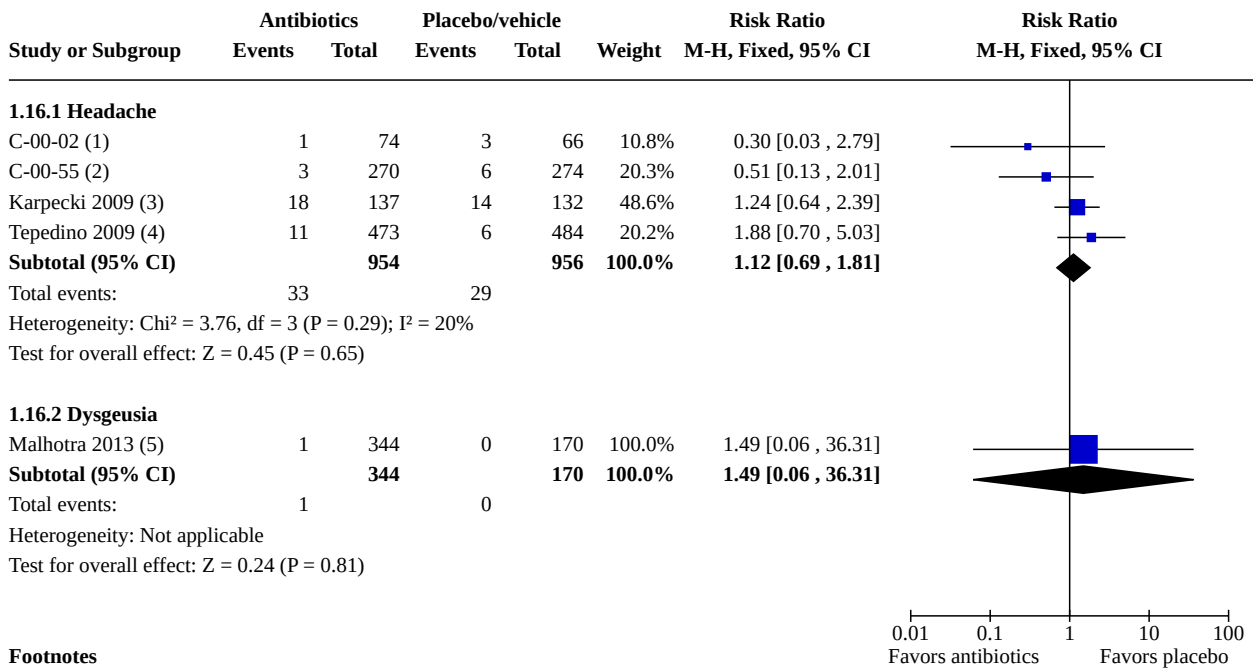 Antibiotics Placebo/vehicle Risk Ratio Risk Ratio
Study or Subgroup Events Total Events Total Weight M-H, Fixed, 95% CI M-H, Fixed, 95% CI
1.16.1 Headache
C-00-02 (1) 1 74 3 66 10.8% 0.30 [0.03 , 2.79]
C-00-55 (2) 3 270 6 274 20.3% 0.51 [0.13 , 2.01]
Karpecki 2009 (3) 18 137 14 132 48.6% 1.24 [0.64 , 2.39]
Tepedino 2009 (4) 11 473 6 484 20.2% 1.88 [0.70 , 5.03]
Subtotal (95% CI) 954 956 100.0% 1.12 [0.69 , 1.81]
Total events: 33 29
Heterogeneity: Chi² = 3.76, df = 3 (P = 0.29); I² = 20%
Test for overall effect: Z = 0.45 (P = 0.65)
1.16.2 Dysgeusia
Malhotra 2013 (5) 1 344 0 170 100.0% 1.49 [0.06 , 36.31]
Subtotal (95% CI) 344 170 100.0% 1.49 [0.06 , 36.31]
Total events: 1 0
Heterogeneity: Not applicable
Test for overall effect: Z = 0.24 (P = 0.81)
0.01 0.1 1 10 100
Footnotes Favors antibiotics Favors placebo